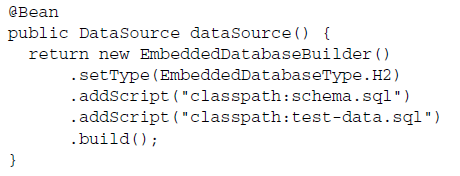 @Bean
public DataSource dataSource() {
  return new EmbeddedDatabaseBuilder()
      .setType(EmbeddedDatabaseType.H2)
      .addScript("classpath:schema.sql")
      .addScript("classpath:test-data.sql")
      .build();
}